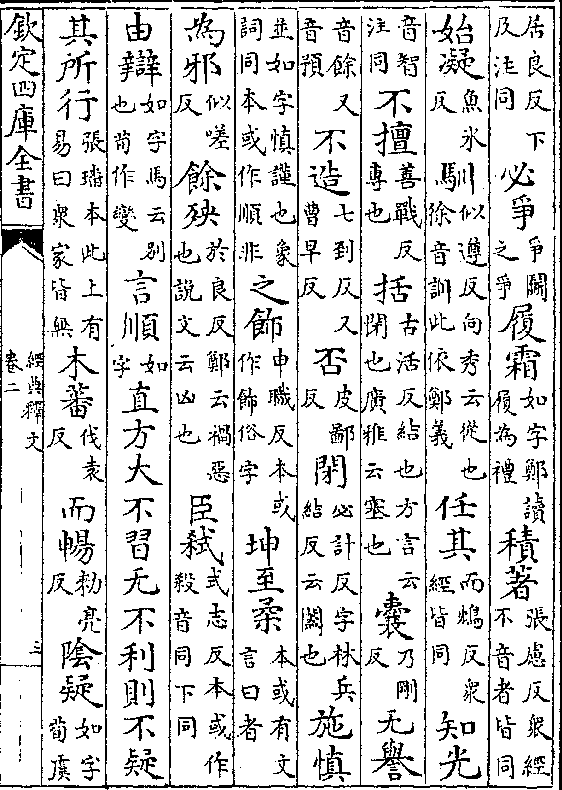 居良反下及注同必爭爭鬭之爭履霜如字鄭讀履為禮積著張慮反衆經不音者皆同
始凝魚氷反馴似遵反向秀云從也徐音訓此依鄭義任其而鴆反衆經皆同知光
音智注同不擅善戰反專也括古活反結也方言云閉也廣雅云塞也囊乃剛反无譽
音餘又音預不造七到反又曹早反否皮鄙反閉必計反字林兵結反云闔也施慎
並如字慎謹也象詞同本或作順非之飾申職反本或作餝俗字坤至柔本或有文言曰者
為邪似嗟反餘殃於良反鄭云禍惡也說文云凶也臣弑式志反本或作殺音同下同
由辯如字馬云别也荀作變言順如字直方大不習无不利則不疑
其所行張璠本此上有易曰衆家皆無木蕃伐袁反而暢勑亮反陰疑如字荀虞
欽定四庫全書
經典釋文
卷二
三